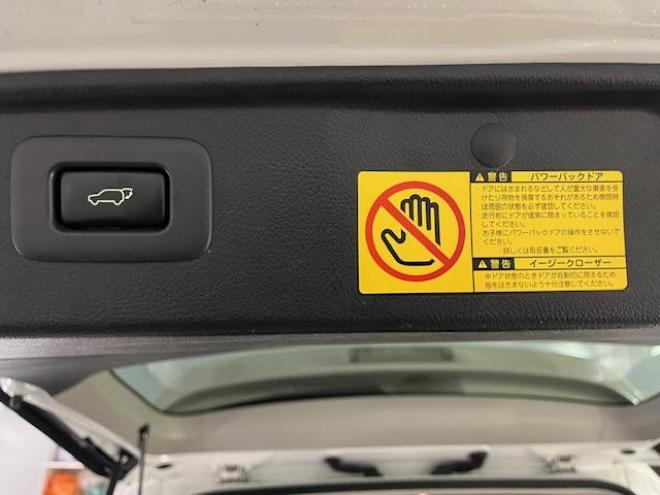 警告 パワーバックドア
・ドアにはさまれるなどして人が重大な傷害を受
けたり荷物を損傷するおそれがあるため開閉時
は周囲の状態を必ず確認してください。
・走行前にドアが確実に閉まっていることを確認
してください。
・お子様にパワーバックドアの操作をさせないで
ください。 詳しくは取扱書をご覧ください。
警告 イージークローザー
半ドア状態のときドアが自動的に閉まるため、
指をはさまないよう十分注意してください。